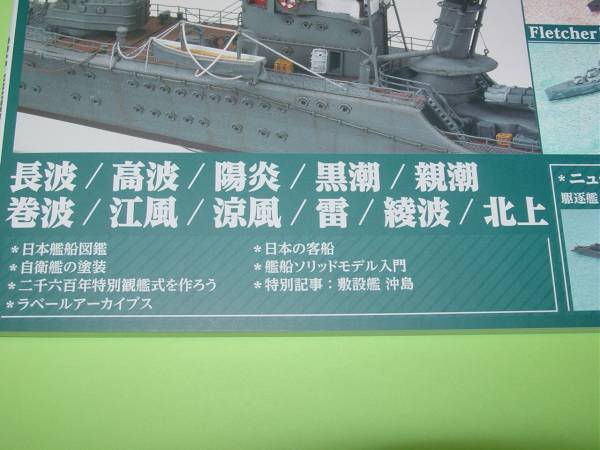 Fletcher
長波/高波/陽炎/黒潮/親潮
巻波/江風/涼風/雷/綾波/北上
*日本艦船図鑑
*自衛艦の塗装
*二千六百年特別観艦式を作ろう
*ラベールアーカイブス
*日本の客船
*艦船ソリッドモデル入門
*特別記事：敷設艦 沖島
*ニュー
駆逐艦